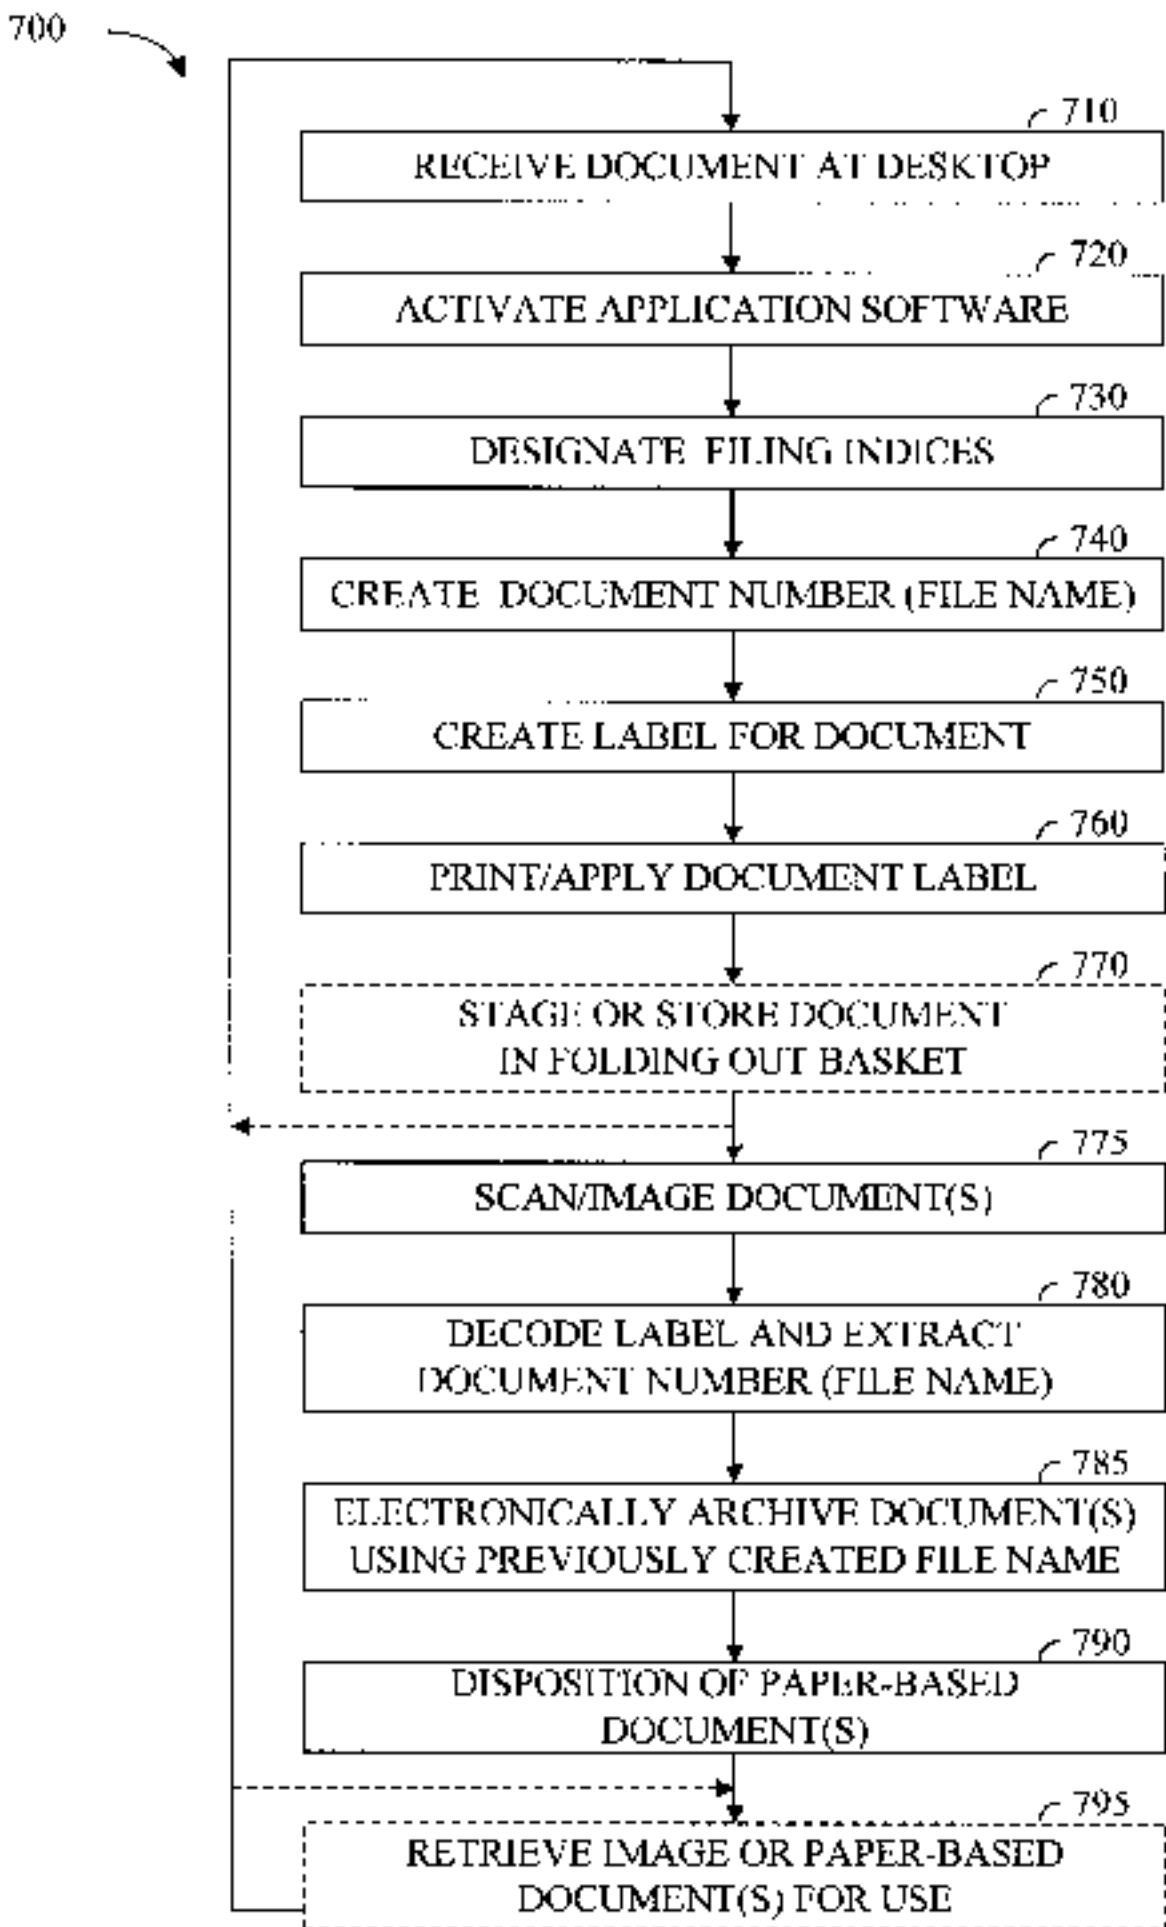 700
710
RECEIVE DOCUMENT AT DESKTOP
720
ACTIVATE APPLICATION SOFTWARE
730
DESIGNATE FILING INDICES
740
CREATE DOCUMENT NUMBER (FILE NAME)
750
CREATE LABEL FOR DOCUMENT
760
PRINT/APPLY DOCUMENT LABEL
770
STAGE OR STORE DOCUMENT
IN FOLDING OUT BASKET
775
SCAN/IMAGE DOCUMENT(S)
780
DECODE LABEL AND EXTRACT
DOCUMENT NUMBER (FILE NAME)
785
ELECTRONICALLY ARCHIVE DOCUMENT(S)
USING PREVIOUSLY CREATED FILE NAME
790
DISPOSITION OF PAPER-BASED
DOCUMENT(S)
795
RETRIEVE IMAGE OR PAPER-BASED
DOCUMENT(S) FOR USE